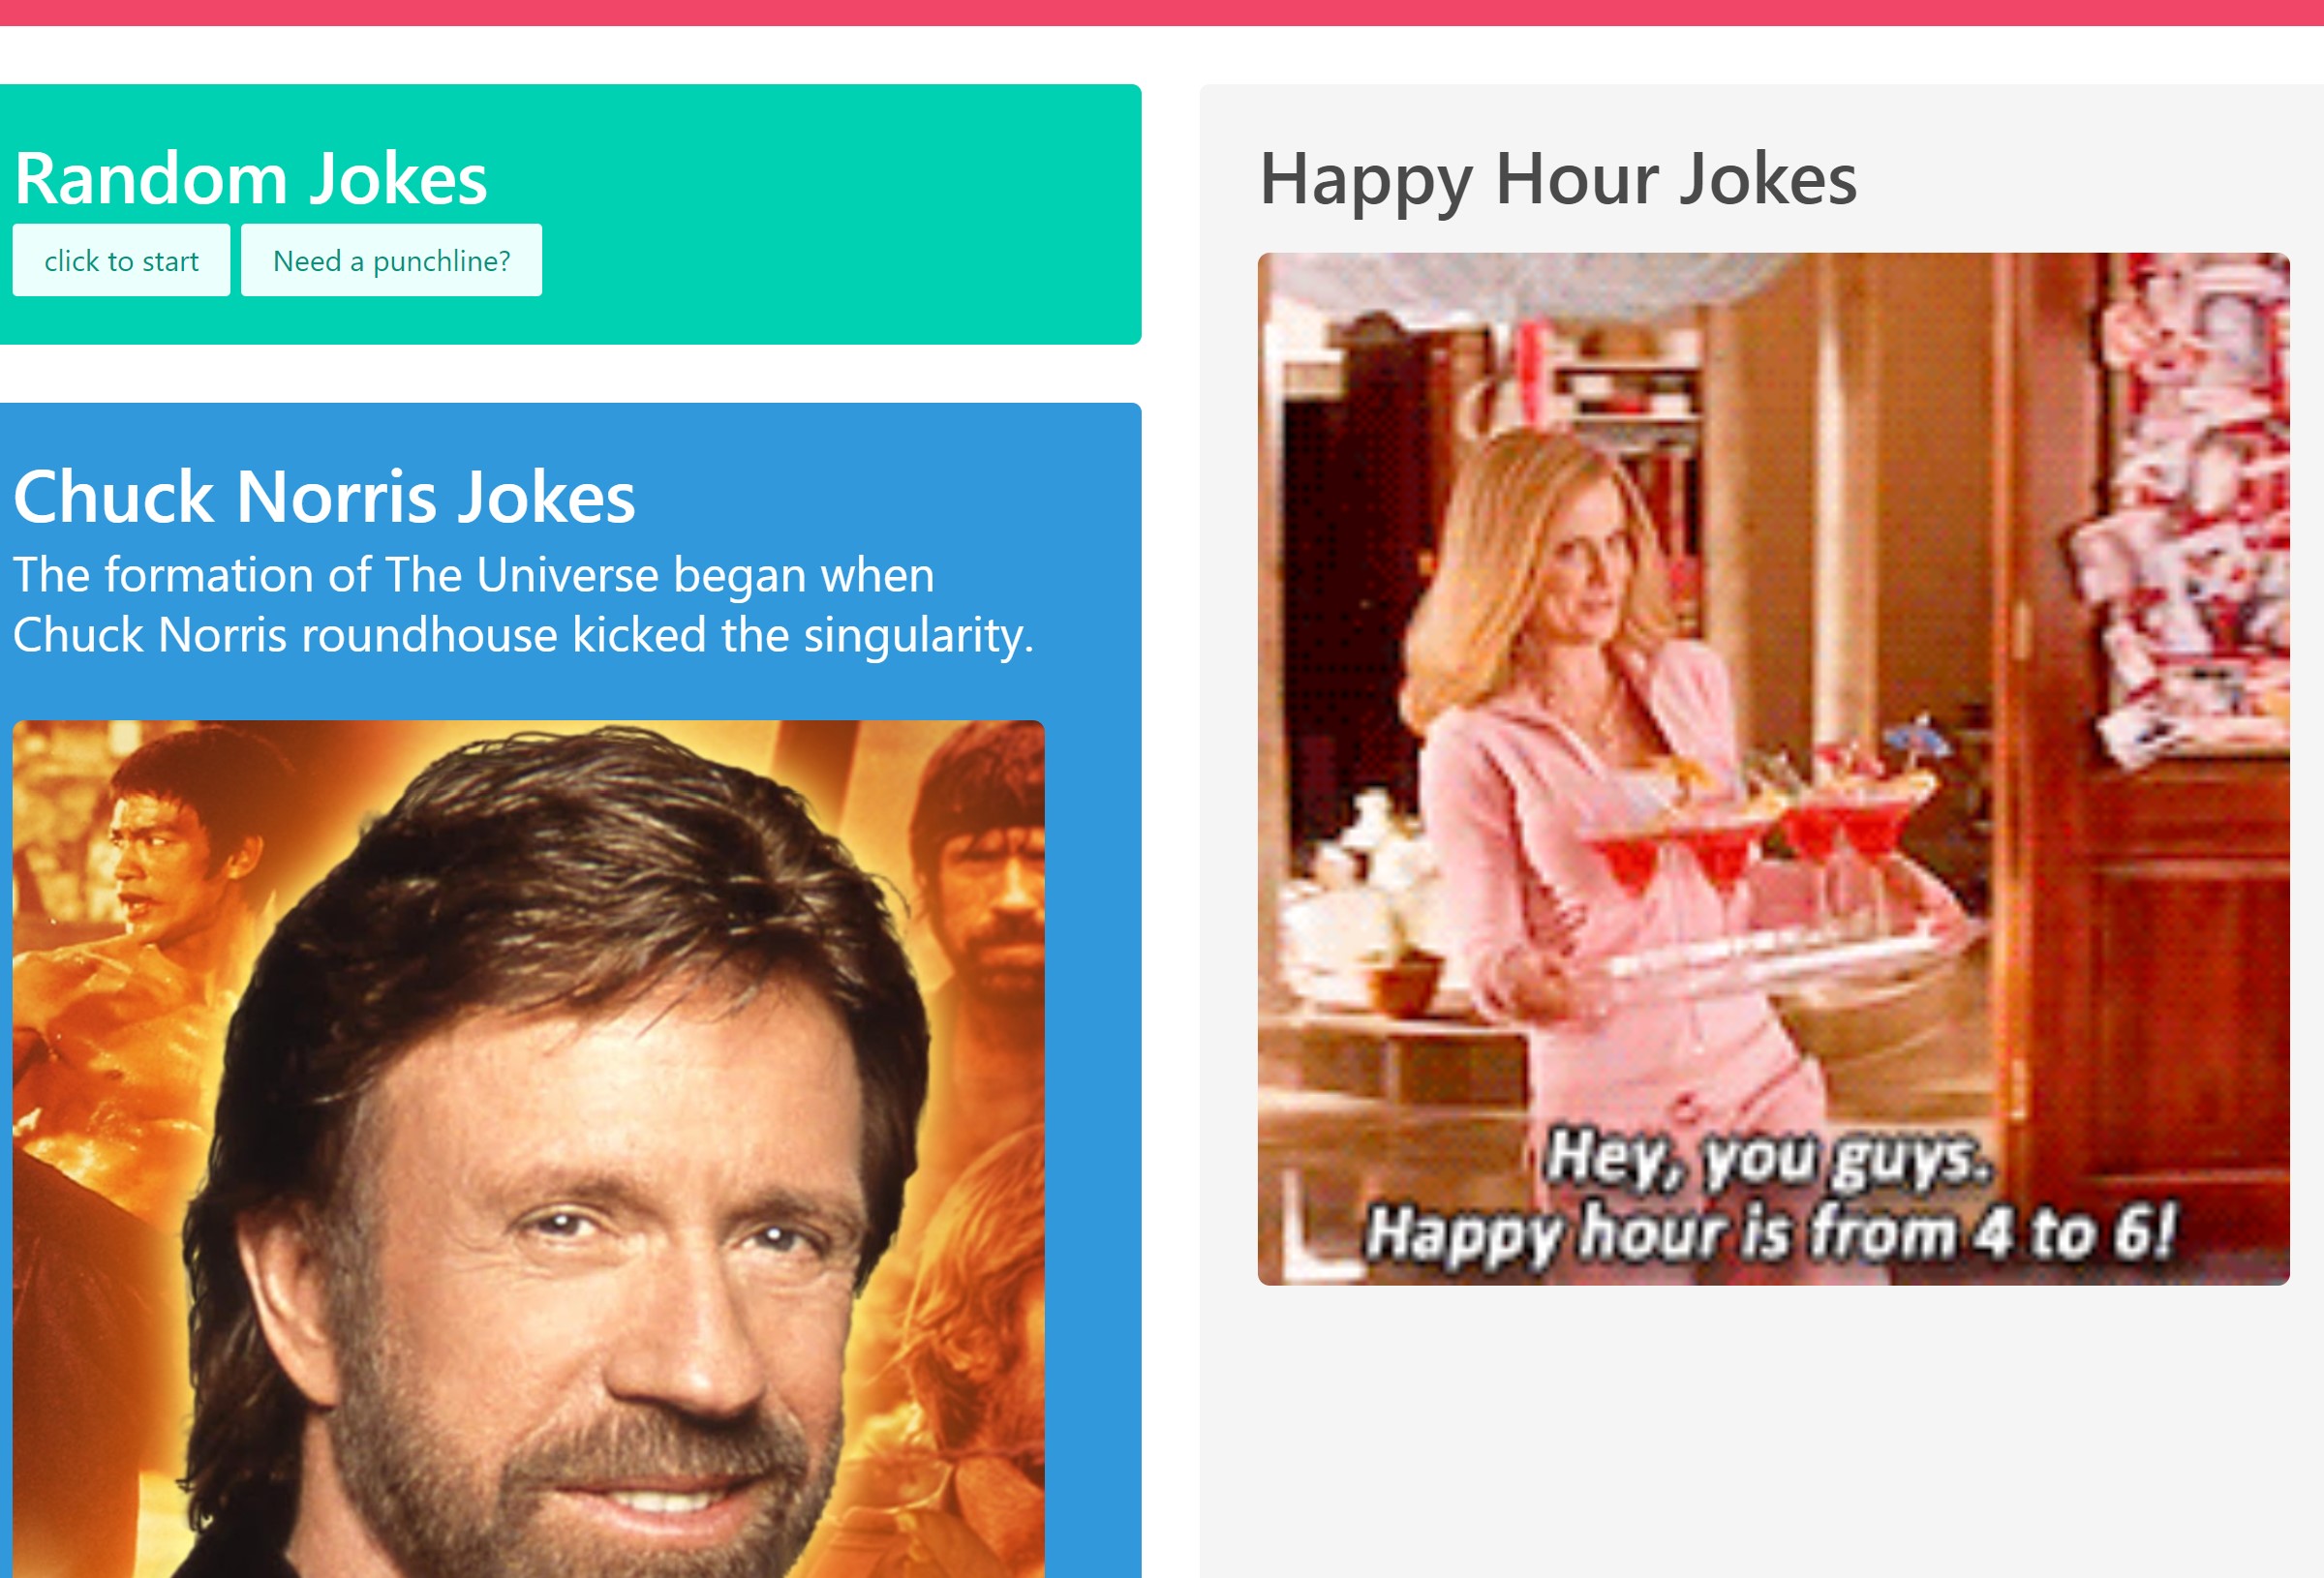 Random Jokes
click to start
Need a punchline?
Chuck Norris Jokes
The formation of The Universe began when
Chuck Norris roundhouse kicked the singularity.
Happy Hour Jokes
Hey, you guys.
Happy hour is from 4 to 6!